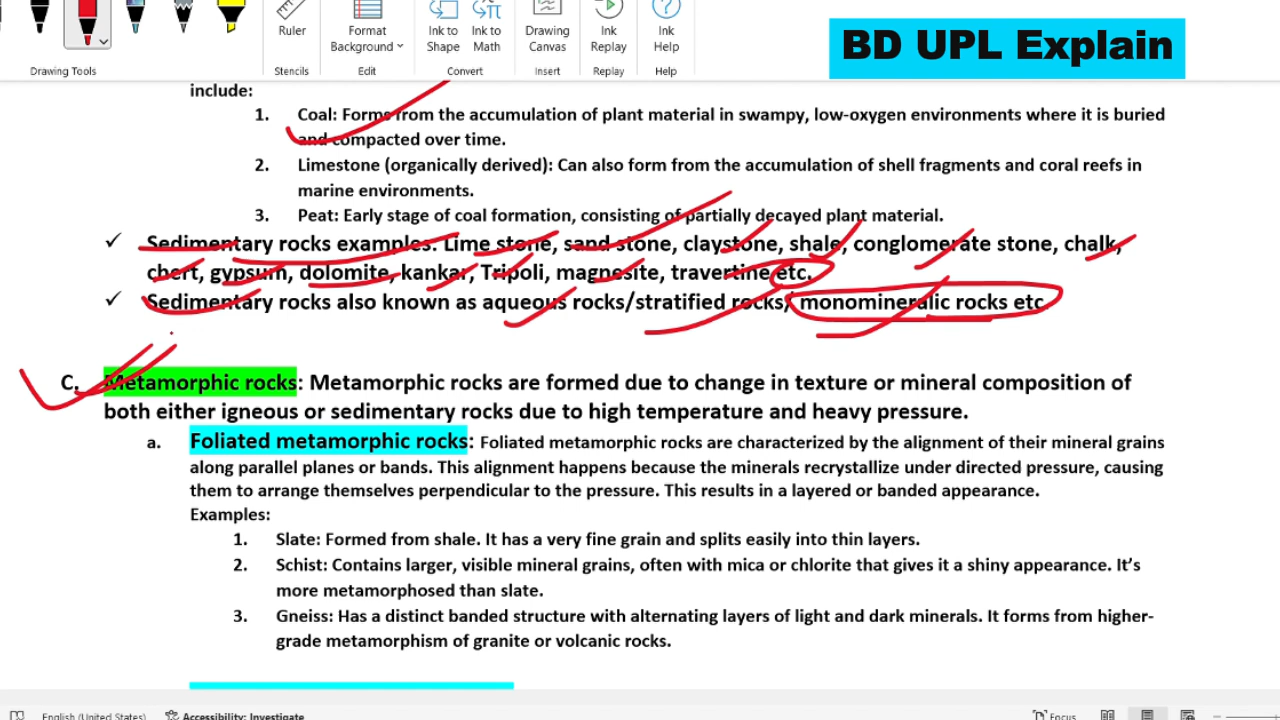 Ruler
Format
Background
Ink to
Shape
Ink to
Math
Drawing
Canvas
Ink
Replay
Ink
Help
Drawing Tools
Stencils
Edit
Convert
Insert
Replay
Help
BD UPL Explain
include:
1. Coal: Forms from the accumulation of plant material in swampy, low-oxygen environments where it is buried
and compacted over time.
2. Limestone (organically derived): Can also form from the accumulation of shell fragments and coral reefs in
marine environments.
3. Peat: Early stage of coal formation, consisting of partially decayed plant material.
✓ Sedimentary rocks examples: Lime stone, sand stone, claystone, shale, conglomerate stone, chalk,
chert, gypsum, dolomite, kankar, Tripoli, magnesite, travertine etc.
✓ Sedimentary rocks also known as aqueous rocks/stratified rocks/ monomineralic rocks etc
C. Metamorphic rocks: Metamorphic rocks are formed due to change in texture or mineral composition of
both either igneous or sedimentary rocks due to high temperature and heavy pressure.
a. Foliated metamorphic rocks: Foliated metamorphic rocks are characterized by the alignment of their mineral grains
along parallel planes or bands. This alignment happens because the minerals recrystallize under directed pressure, causing
them to arrange themselves perpendicular to the pressure. This results in a layered or banded appearance.
Examples:
1. Slate: Formed from shale. It has a very fine grain and splits easily into thin layers.
2. Schist: Contains larger, visible mineral grains, often with mica or chlorite that gives it a shiny appearance. It’s
more metamorphosed than slate.
3. Gneiss: Has a distinct banded structure with alternating layers of light and dark minerals. It forms from higher-
grade metamorphism of granite or volcanic rocks.
English (United States)
Accessibility: Investigate
Focus